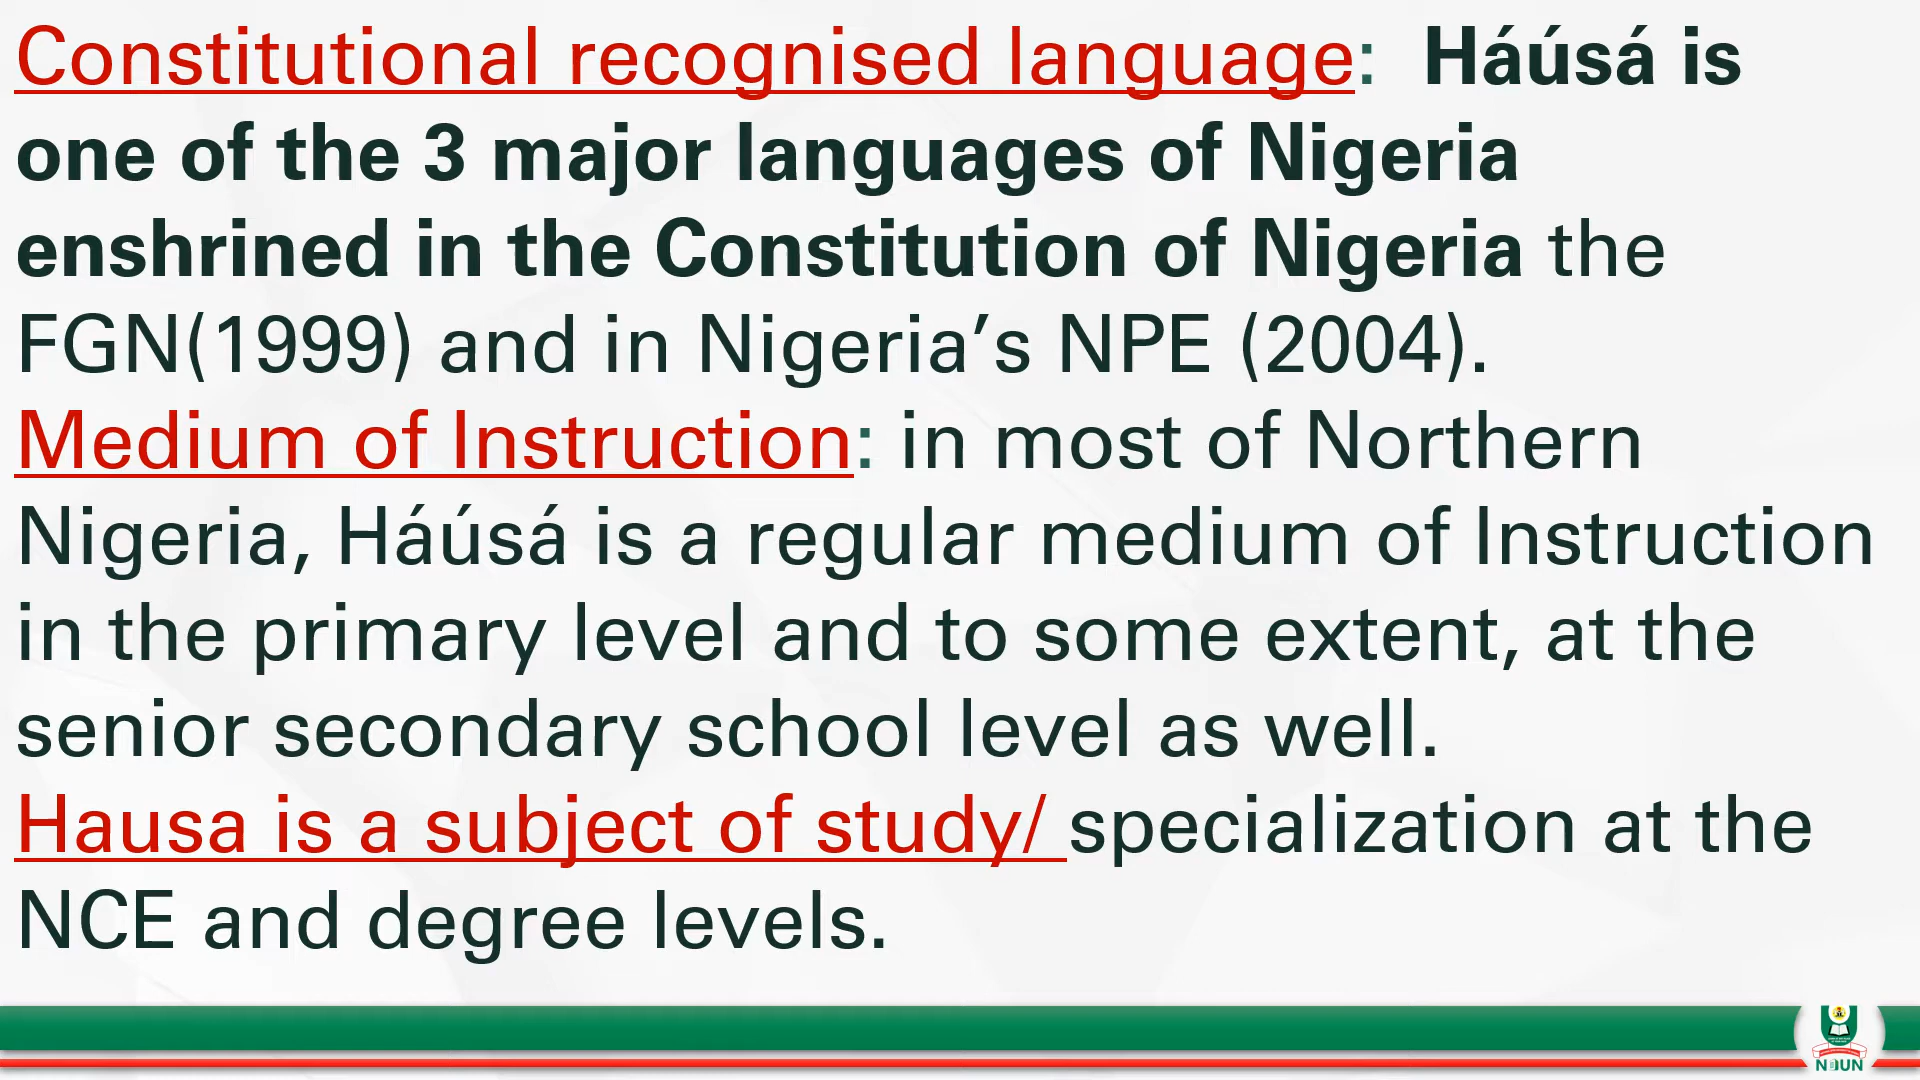 Constitutional recognised language:  Háúsá is
one of the 3 major languages of Nigeria
enshrined in the Constitution of Nigeria the
FGN(1999) and in Nigeria’s NPE (2004).
Medium of Instruction: in most of Northern
Nigeria, Háúsá is a regular medium of Instruction
in the primary level and to some extent, at the
senior secondary school level as well.
Hausa is a subject of study/ specialization at the
NCE and degree levels.
NOUN